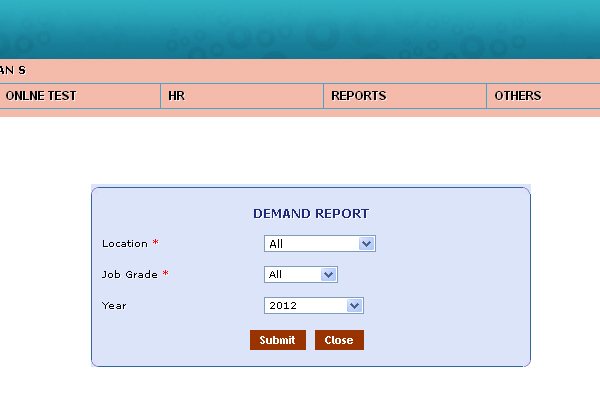 AN S
ONLNE TEST HR REPORTS OTHERS
DEMAND REPORT
Location * All
Job Grade * All
Year 2012
Submit Close